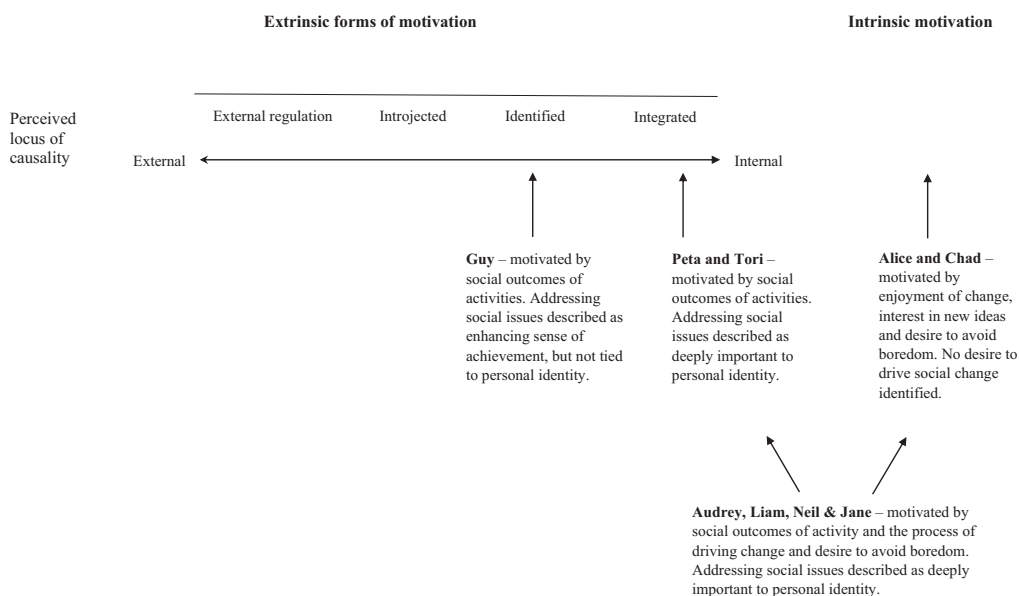 Extrinsic forms of motivation
Intrinsic motivation
External regulation
Introjected
Identified
Integrated
Perceived
locus of
causality
External
Internal
Guy – motivated by
social outcomes of
activities. Addressing
social issues described as
enhancing sense of
achievement, but not tied
to personal identity.
Peta and Tori –
motivated by social
outcomes of activities.
Addressing social
issues described as
deeply important to
personal identity.
Alice and Chad –
motivated by
enjoyment of change,
interest in new ideas
and desire to avoid
boredom. No desire to
drive social change
identified.
Audrey, Liam, Neil & Jane – motivated by
social outcomes of activity and the process of
driving change and desire to avoid boredom.
Addressing social issues described as deeply
important to personal identity.